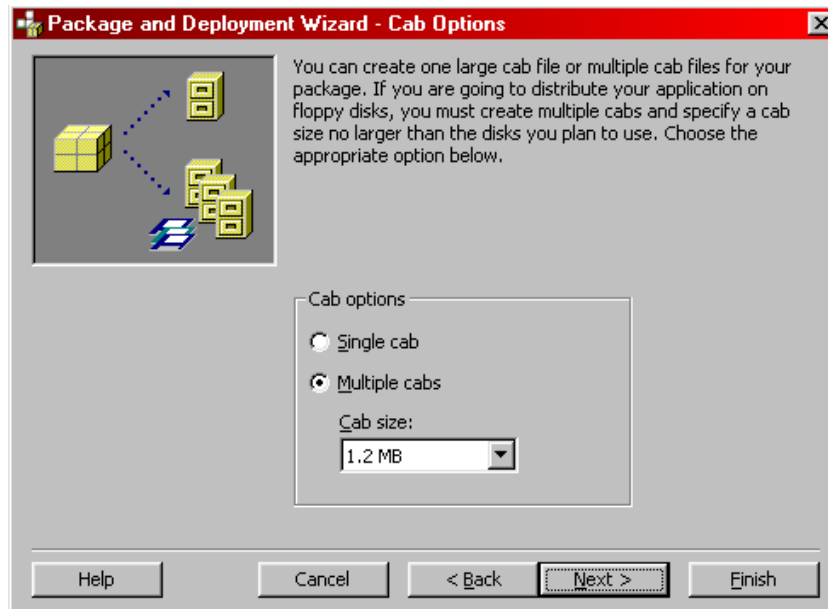 Package and Deployment Wizard - Cab Options
You can create one large cab file or multiple cab files for your
package. If you are going to distribute your application on
floppy disks, you must create multiple cabs and specify a cab
size no larger than the disks you plan to use. Choose the
appropriate option below.
Cab options
Single cab
Multiple cabs
Cab size:
1.2 MB
Help Cancel < Back Next > Finish